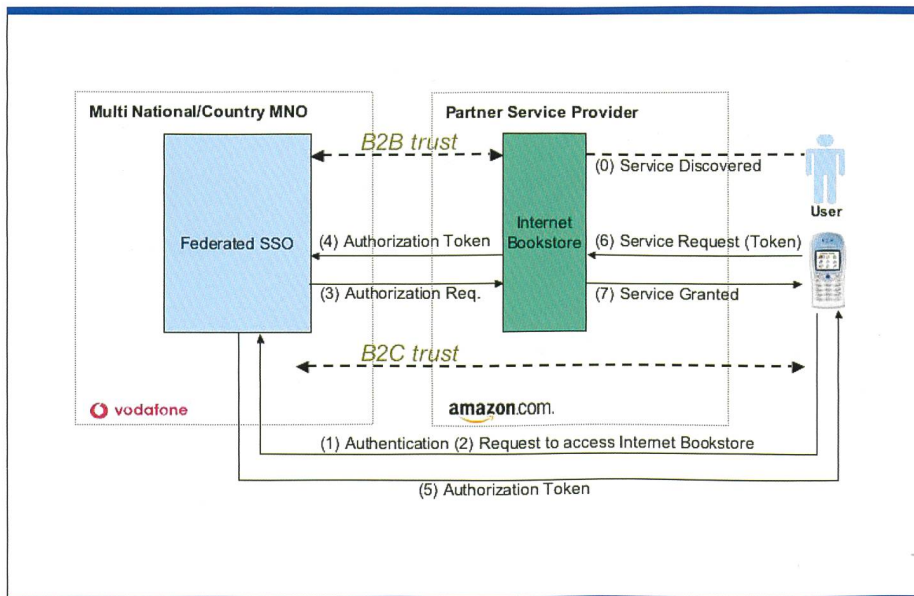 Multi National/Country MNO
Partner Service Provider
B2B trust
(0) Service Discovered
User
Federated SSO
Internet
Bookstore
(4) Authorization Token
(6) Service Request (Token)
(3) Authorization Req.
(7) Service Granted
B2C trust
vodafone
amazon.com.
(1) Authentication (2) Request to access Internet Bookstore
(5) Authorization Token